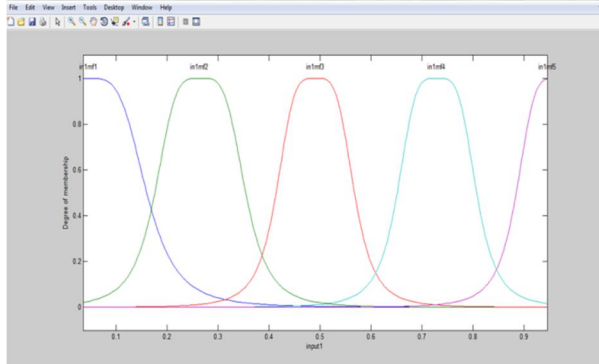 File Edit View Insert Tools Desktop Window Help
in1mf1 in1mf2 in1mf3 in1mf4 in1mf5
1
0.8
0.6
0.4
0.2
0
Degree of membership
0.1 0.2 0.3 0.4 0.5 0.6 0.7 0.8 0.9
input1